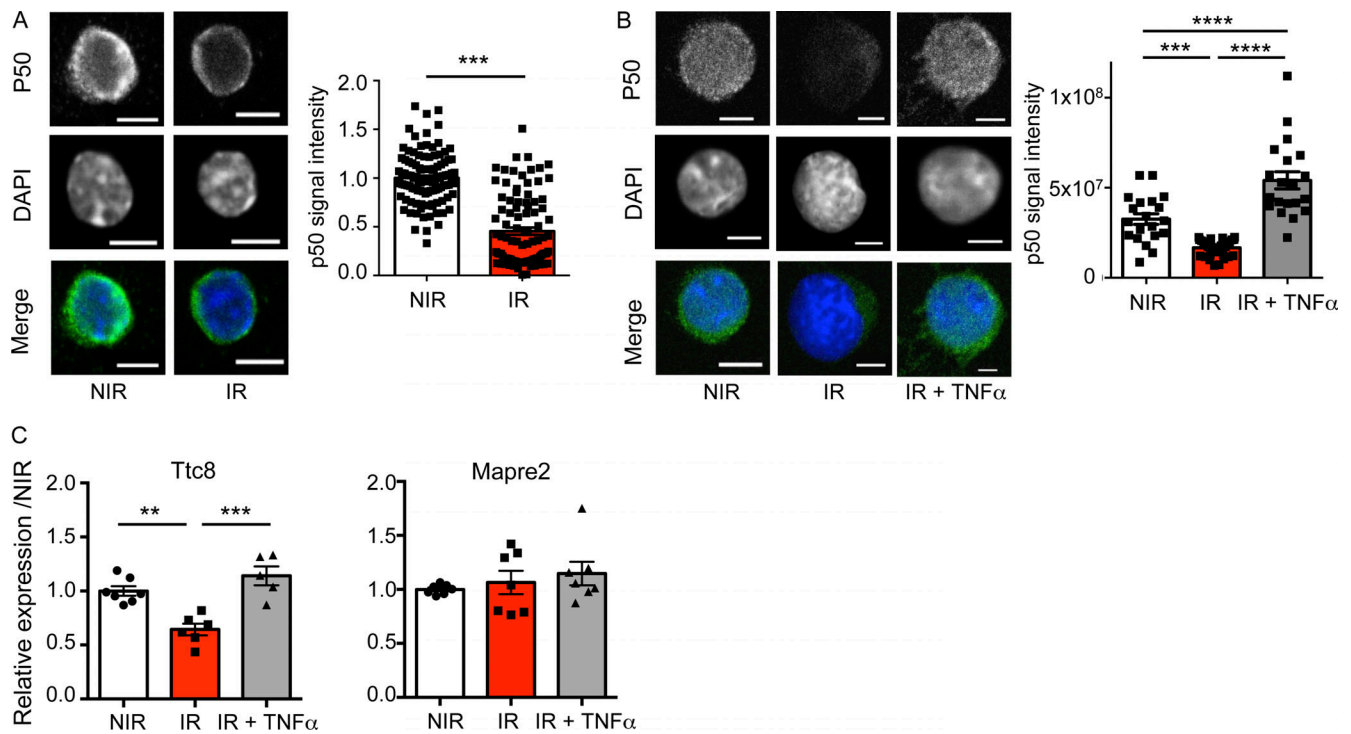 A
P50
DAPI
Merge
NIR
IR
p50 signal intensity
2.0
1.5
1.0
0.5
0.0
***
NIR
IR
B
P50
DAPI
Merge
NIR
IR
IR + TNFα
p50 signal intensity
1x10⁸
5x10⁷
0
****
*** ****
NIR
IR
IR + TNFα
C
Relative expression /NIR
Ttc8
2.0
1.5
1.0
0.5
0.0
** ***
NIR
IR
IR + TNFα
Mapre2
2.0
1.5
1.0
0.5
0.0
NIR
IR
IR + TNFα